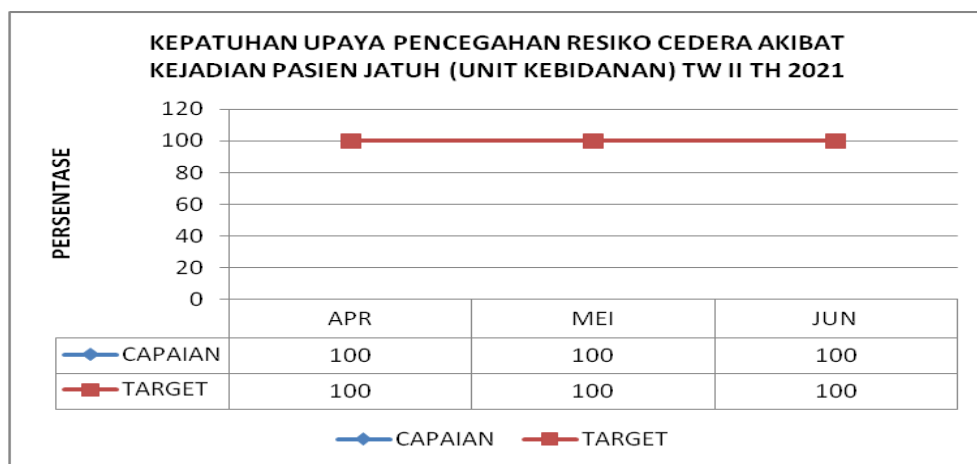 KEPATUHAN UPAYA PENCEGAHAN RESIKO CEDERA AKIBAT
KEJADIAN PASIEN JATUH (UNIT KEBIDANAN) TW II TH 2021
PERSENTASE
120
100
80
60
40
20
0
APR MEI JUN
CAPAIAN 100 100 100
TARGET 100 100 100
CAPAIAN TARGET